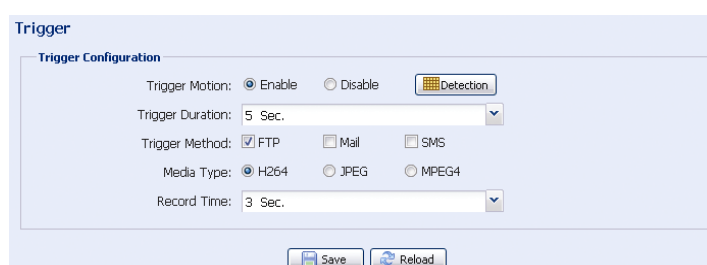 Trigger
Trigger Configuration
Trigger Motion: Enable Disable Detection
Trigger Duration: 5 Sec.
Trigger Method: FTP Mail SMS
Media Type: H264 JPEG MPEG4
Record Time: 3 Sec.
Save Reload